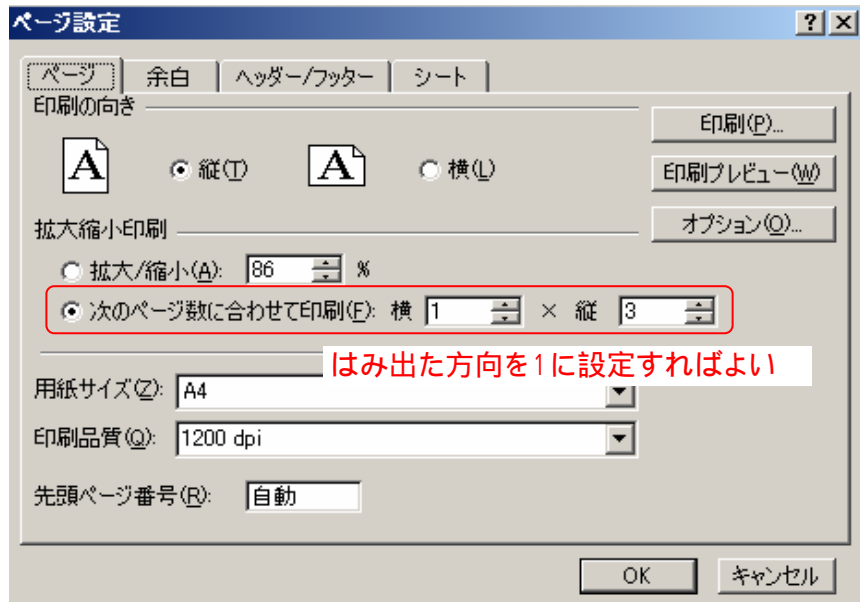 ページ設定
ページ 余白 ヘッダー/フッター シート
印刷の向き
A 縦(T) A 横(L)
印刷(P)...
印刷プレビュー(W)
オプション(O)...
拡大縮小印刷
拡大/縮小(A): 86 %
次のページ数に合わせて印刷(F): 横 1 × 縦 3
はみ出た方向を1に設定すればよい
用紙サイズ(Z): A4
印刷品質(Q): 1200 dpi
先頭ページ番号(R): 自動
OK キャンセル